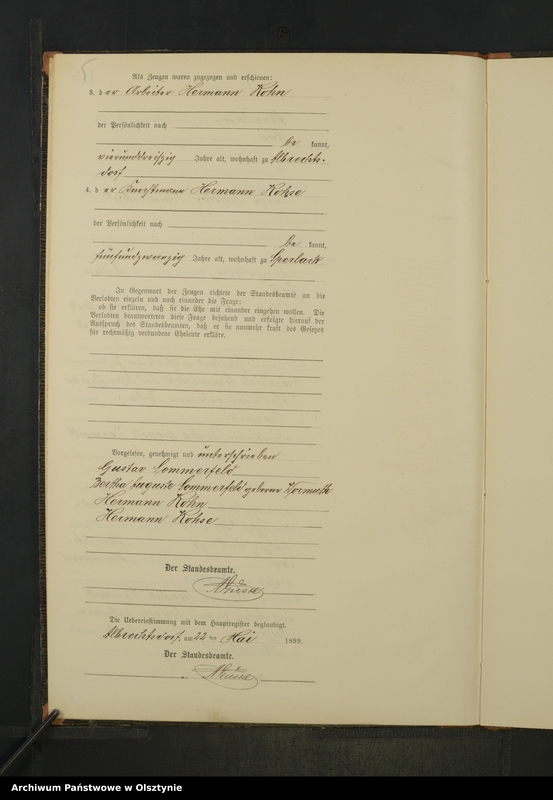 Als Zeugen waren zugezogen und erschienen:
3. der Arbeiter Hermann Kohn
der Persönlichkeit nach
be kannt,
vierunddreißig Jahre alt, wohnhaft zu Albrechts-
dorf
4. der Hermann Kohse
der Persönlichkeit nach
be kannt,
fünfundzwanzig Jahre alt, wohnhaft zu Sperlack
In Gegenwart der Zeugen richtete der Standesbeamte an die
Verlobten einzeln und nach einander die Frage:
ob sie erklären, daß sie die Ehe mit einander eingehen wollen. Die
Verlobten beantworteten diese Frage bejahend und erfolgte hierauf der
Ausspruch des Standesbeamten, daß er sie nunmehr kraft des Gesetzes
für rechtmäßig verbundene Eheleute erkläre.
Vorgelesen, genehmigt und unterschrieben
Gustav Sommerfeld
Bertha Auguste Sommerfeld geborene Wormuth
Hermann Kohn
Hermann Kohse
Der Standesbeamte.
Die Uebereinstimmung mit dem Hauptregister beglaubigt.
Albrechtsdorf, am 22 ten Mai 1899.
Der Standesbeamte.
Archiwum Państwowe w Olsztynie